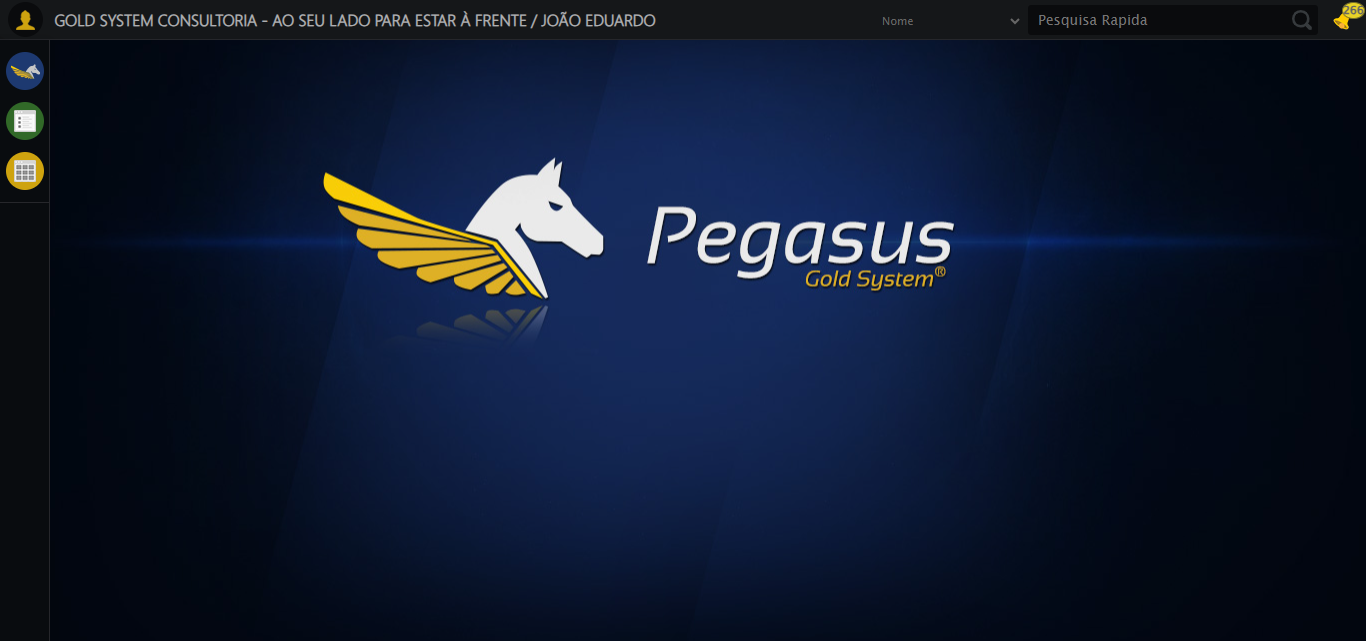 GOLD SYSTEM CONSULTORIA - AO SEU LADO PARA ESTAR À FRENTE / JOÃO EDUARDO
Nome
Pesquisa Rapida
266
Pegasus
Gold System®